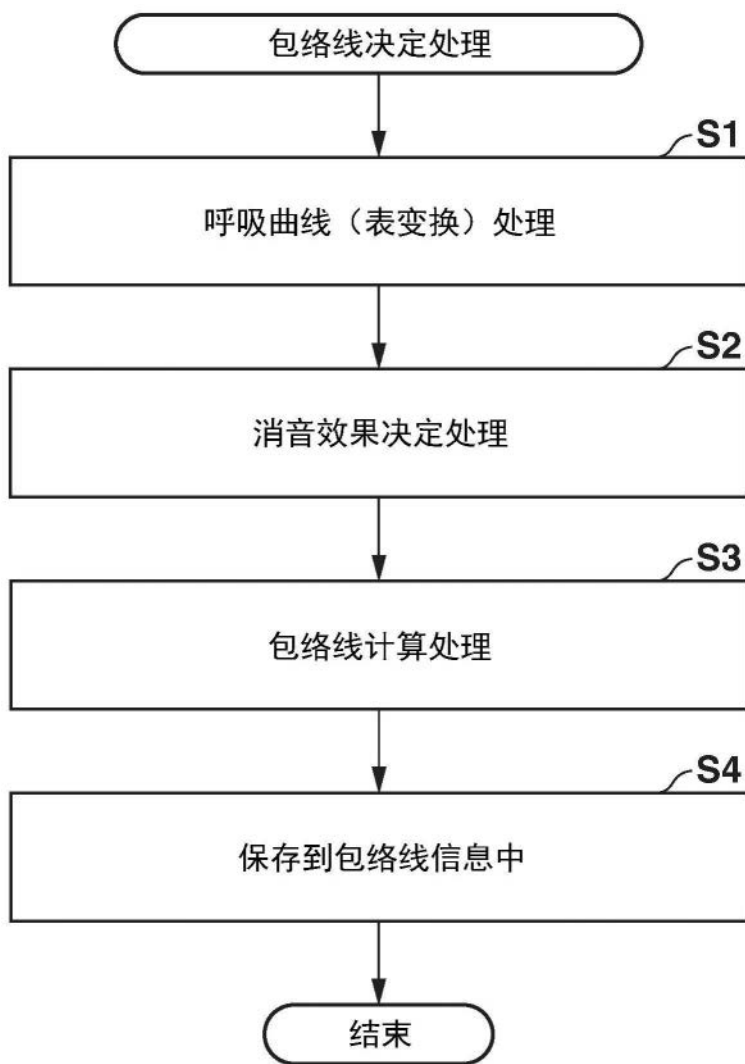 包络线决定处理
S1
呼吸曲线（表变换）处理
S2
消音效果决定处理
S3
包络线计算处理
S4
保存到包络线信息中
结束